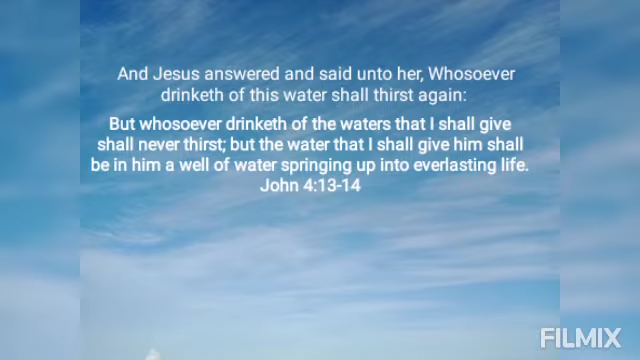 And Jesus answered and said unto her, Whosoever
drinketh of this water shall thirst again:
But whosoever drinketh of the waters that I shall give
shall never thirst; but the water that I shall give him shall
be in him a well of water springing up into everlasting life.
John 4:13-14
FILMIX